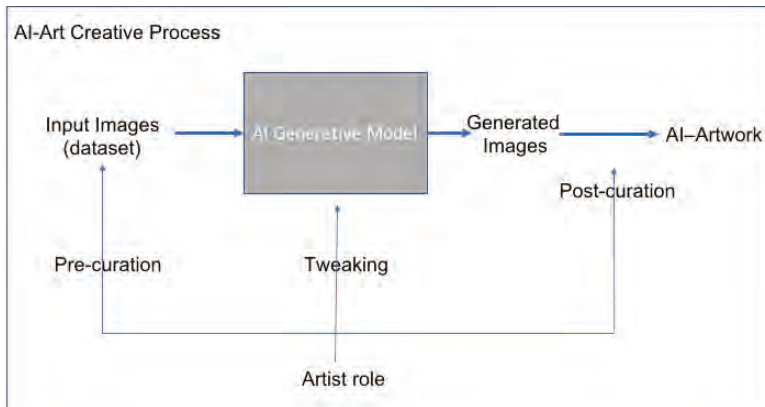 AI-Art Creative Process
Input Images
(dataset)
AI Generetive Model
Generated
Images
AI–Artwork
Post-curation
Pre-curation
Tweaking
Artist role